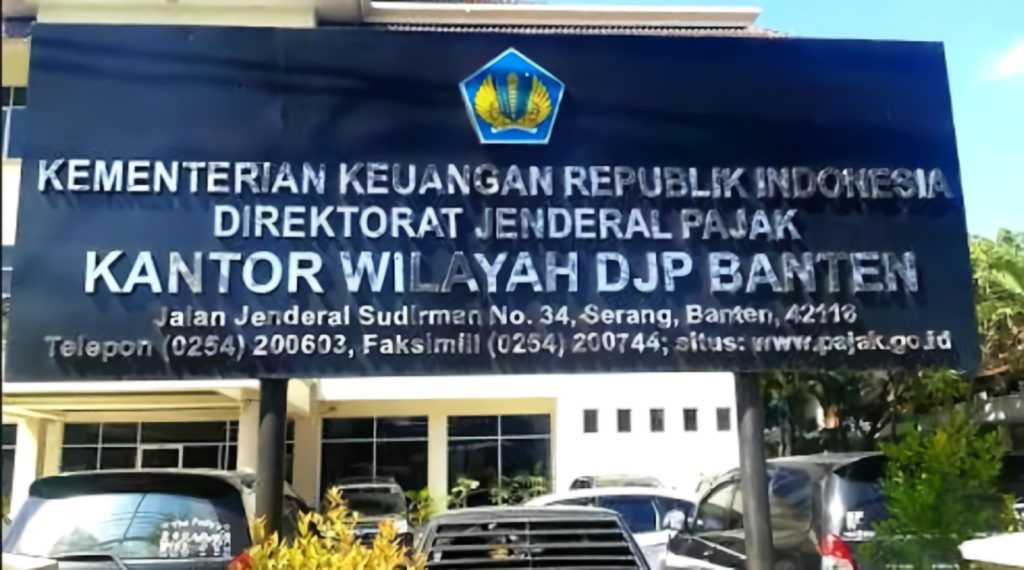 KEMENTERIAN KEUANGAN REPUBLIK INDONESIA
DIREKTORAT JENDERAL PAJAK
KANTOR WILAYAH DJP BANTEN
Jalan Jenderal Sudirman No. 34, Serang, Banten, 42118
Telepon (0254) 200603, Faksimili (0254) 200744; situs: www.pajak.go.id